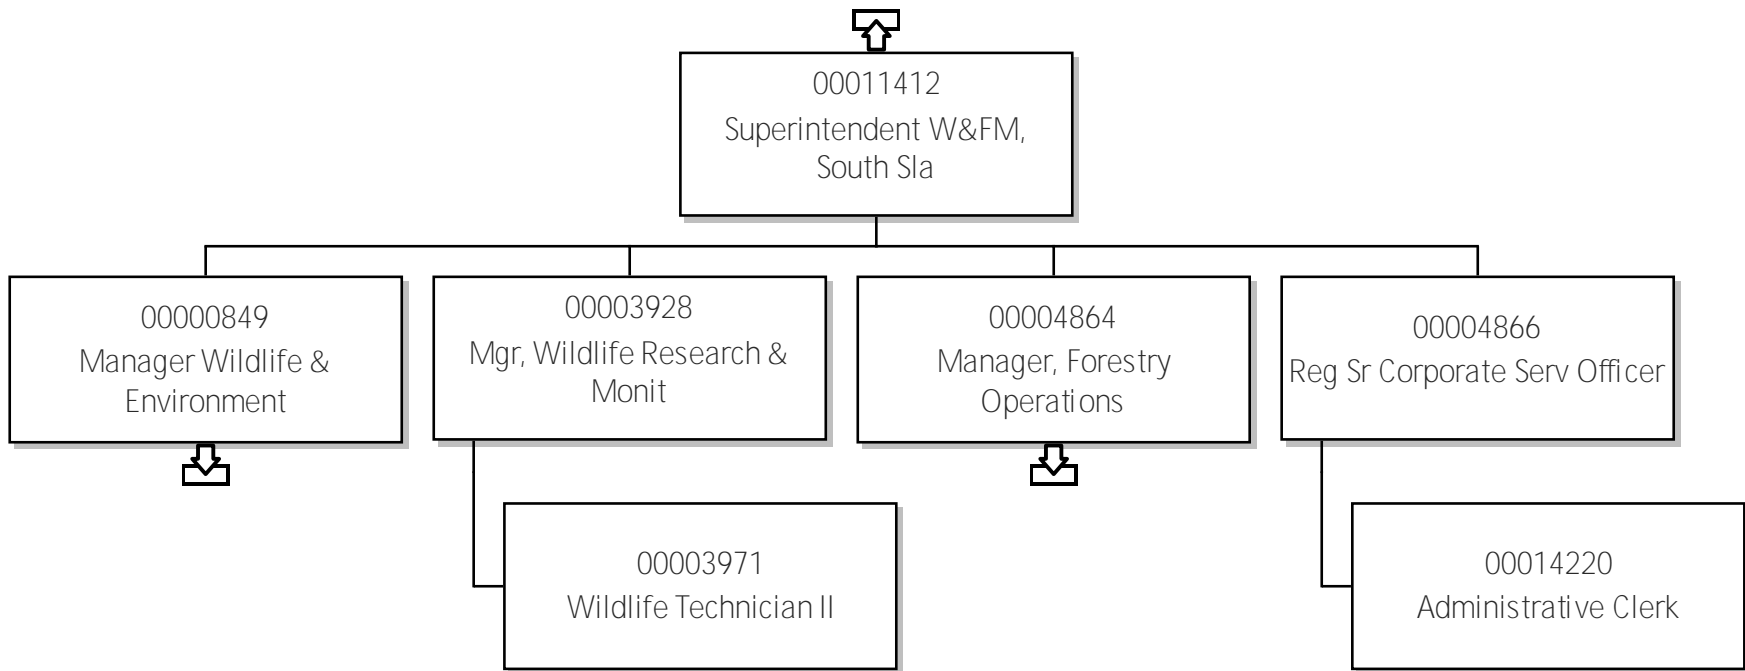 00011412
Superintendent W&FM,
South Sla
00000849
Manager Wildlife &
Environment
00003928
Mgr, Wildlife Research &
Monit
00004864
Manager, Forestry
Operations
00004866
Reg Sr Corporate Serv Officer
00003971
Wildlife Technician II
00014220
Administrative Clerk